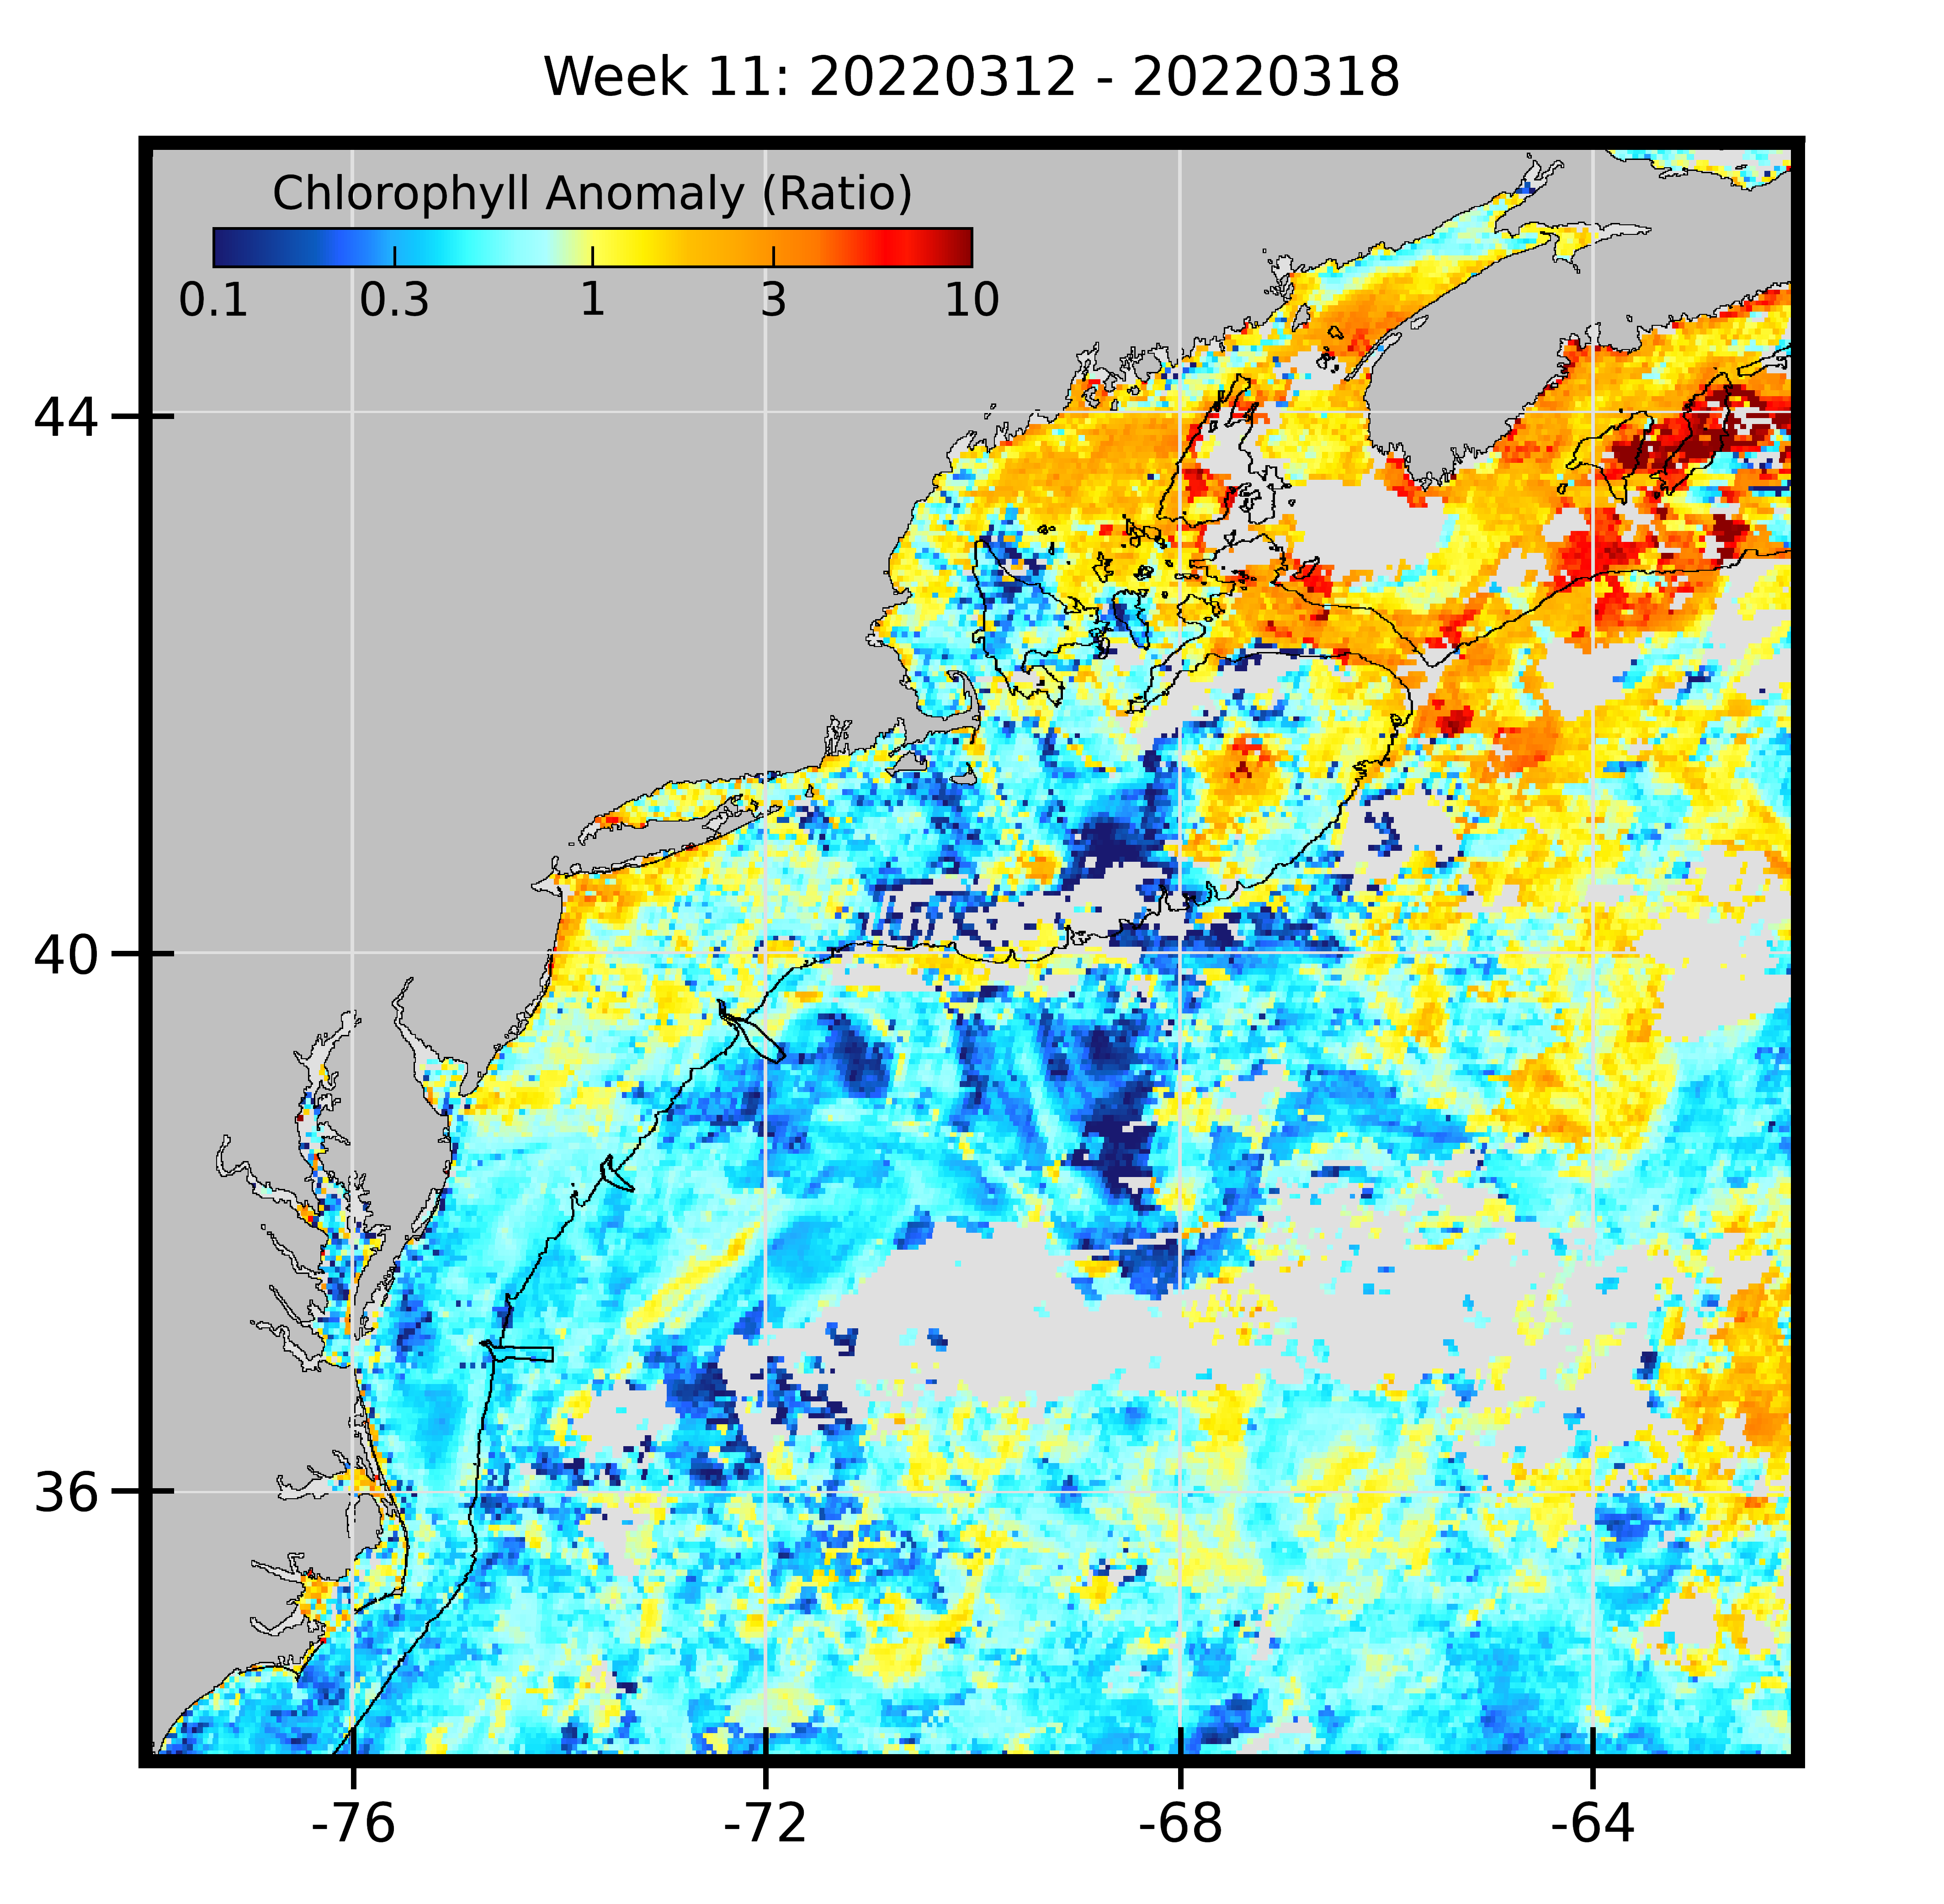 Week 11: 20220312 - 20220318
Chlorophyll Anomaly (Ratio)
0.1 0.3 1 3 10
44
40
36
-76 -72 -68 -64